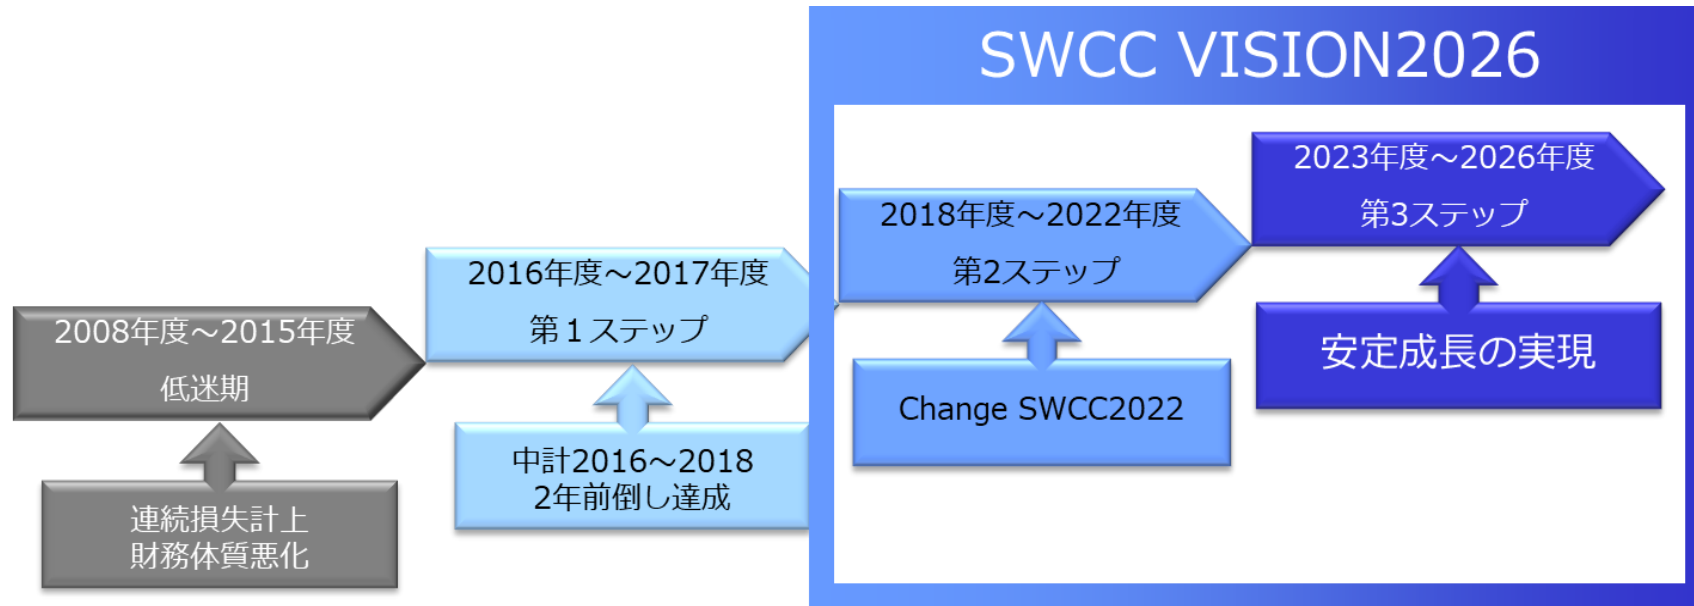 SWCC VISION2026
2008年度～2015年度
低迷期
連続損失計上
財務体質悪化
2016年度～2017年度
第１ステップ
中計2016～2018
2年前倒し達成
2018年度～2022年度
第2ステップ
Change SWCC2022
2023年度～2026年度
第3ステップ
安定成長の実現